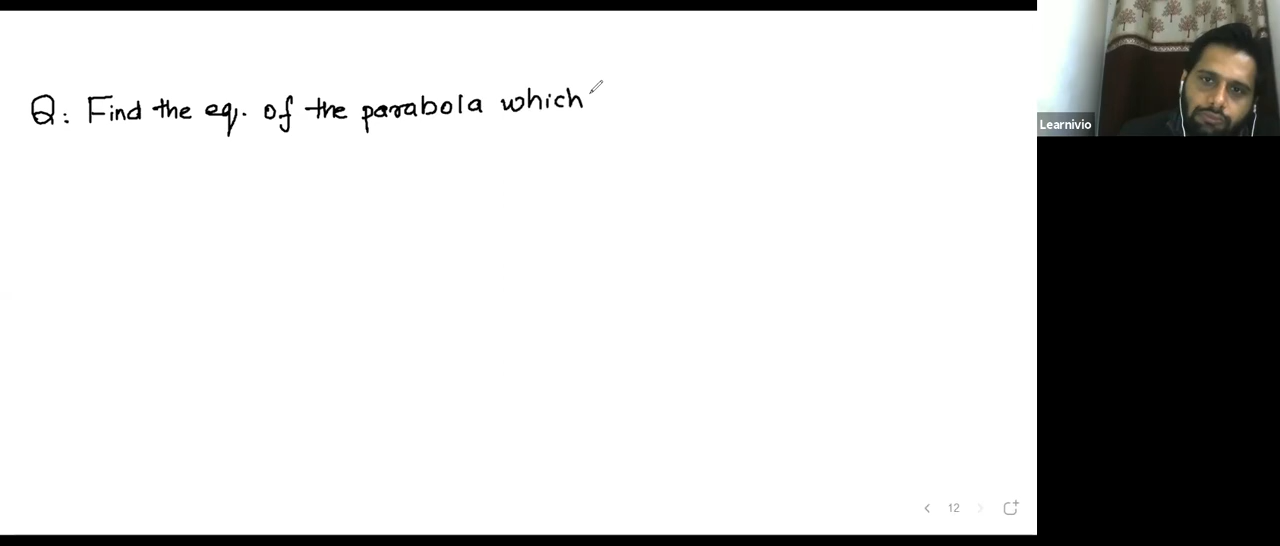 Q: Find the eq. of the parabola which
Learnivio
12